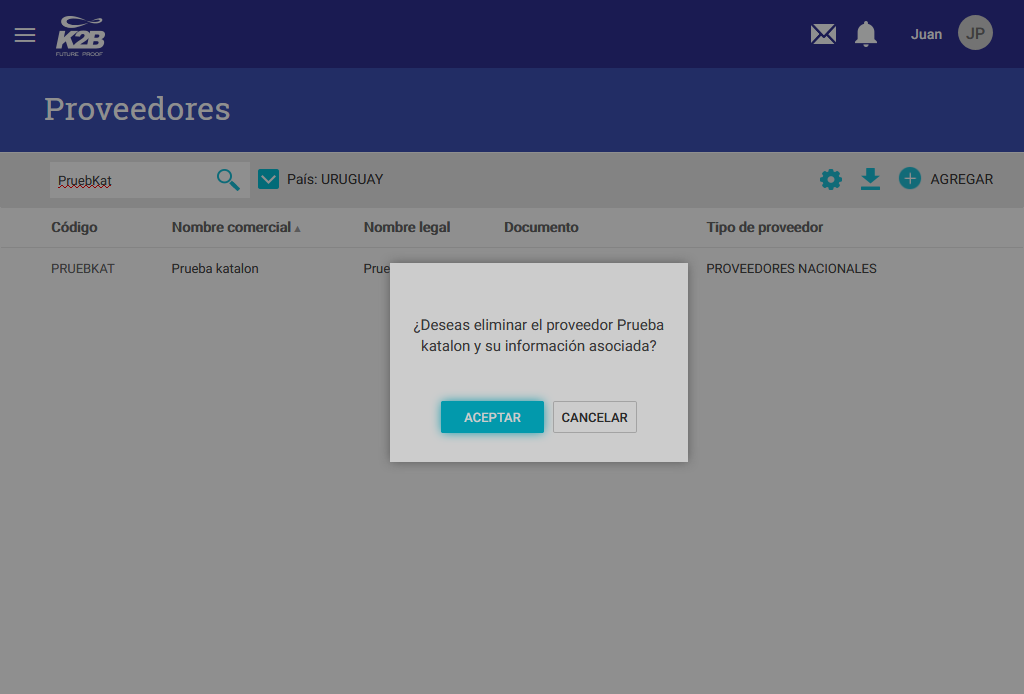 K2B
FUTURE PROOF
Juan
JP
Proveedores
PruebKat
País: URUGUAY
AGREGAR
Código Nombre comercial Nombre legal Documento Tipo de proveedor
PRUEBKAT Prueba katalon Prue PROVEEDORES NACIONALES
¿Deseas eliminar el proveedor Prueba
katalon y su información asociada?
ACEPTAR CANCELAR